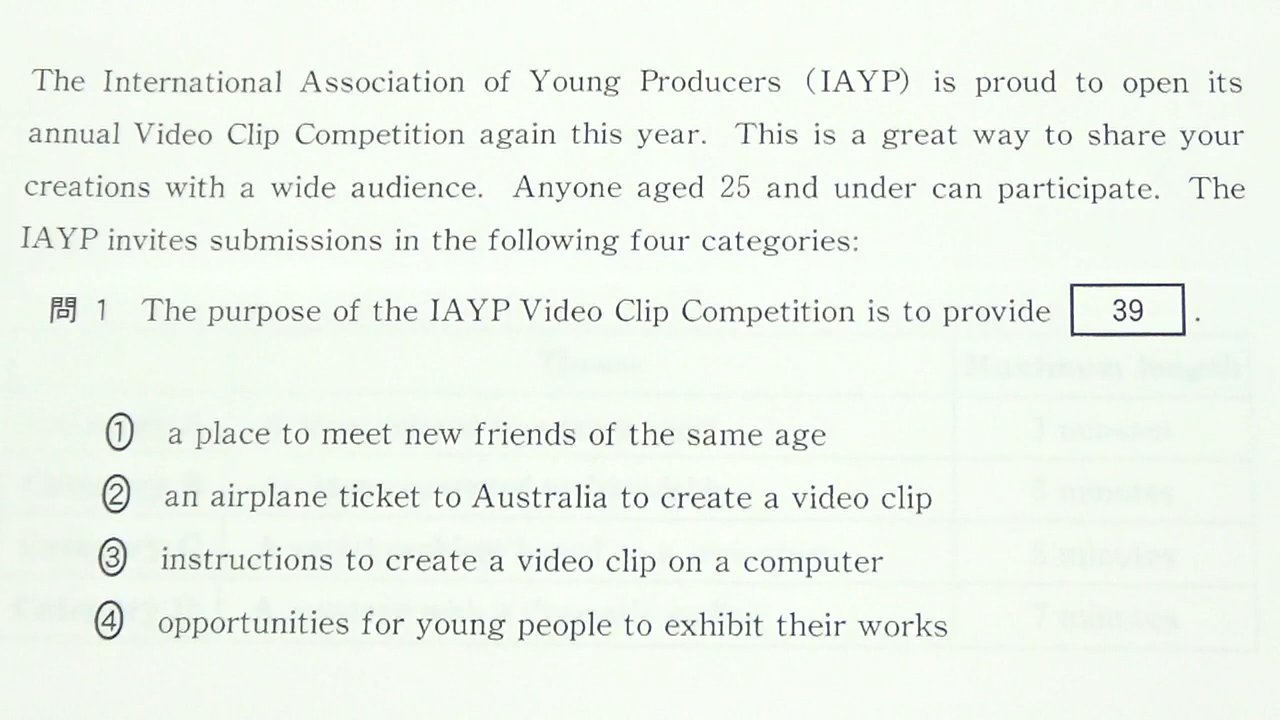 The International Association of Young Producers (IAYP) is proud to open its
annual Video Clip Competition again this year. This is a great way to share your
creations with a wide audience. Anyone aged 25 and under can participate. The
IAYP invites submissions in the following four categories:
問 1 The purpose of the IAYP Video Clip Competition is to provide 39 .
① a place to meet new friends of the same age
② an airplane ticket to Australia to create a video clip
③ instructions to create a video clip on a computer
④ opportunities for young people to exhibit their works